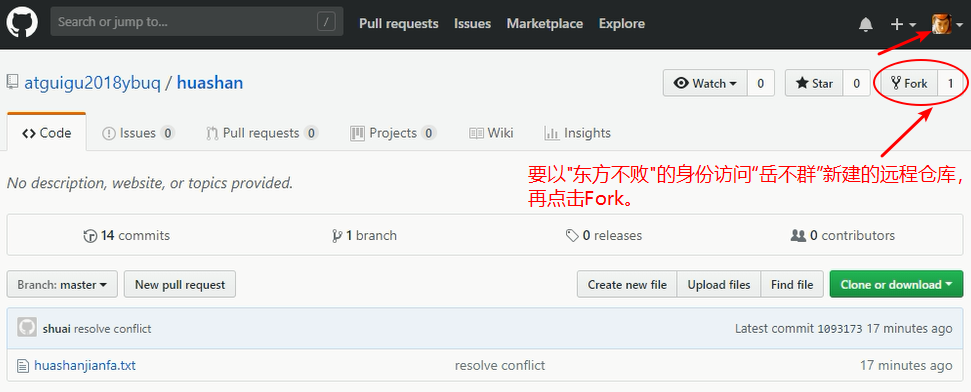 Search or jump to... /
Pull requests Issues Marketplace Explore
atguigu2018ybuq / huashan
Watch 0 Star 0 Fork 1
Code Issues 0 Pull requests 0 Projects 0 Wiki Insights
要以"东方不败"的身份访问“岳不群”新建的远程仓库，
再点击Fork。
No description, website, or topics provided.
14 commits 1 branch 0 releases 0 contributors
Branch: master New pull request Create new file Upload files Find file Clone or download
shuai resolve conflict Latest commit 1093173 17 minutes ago
huashanjianfa.txt resolve conflict 17 minutes ago